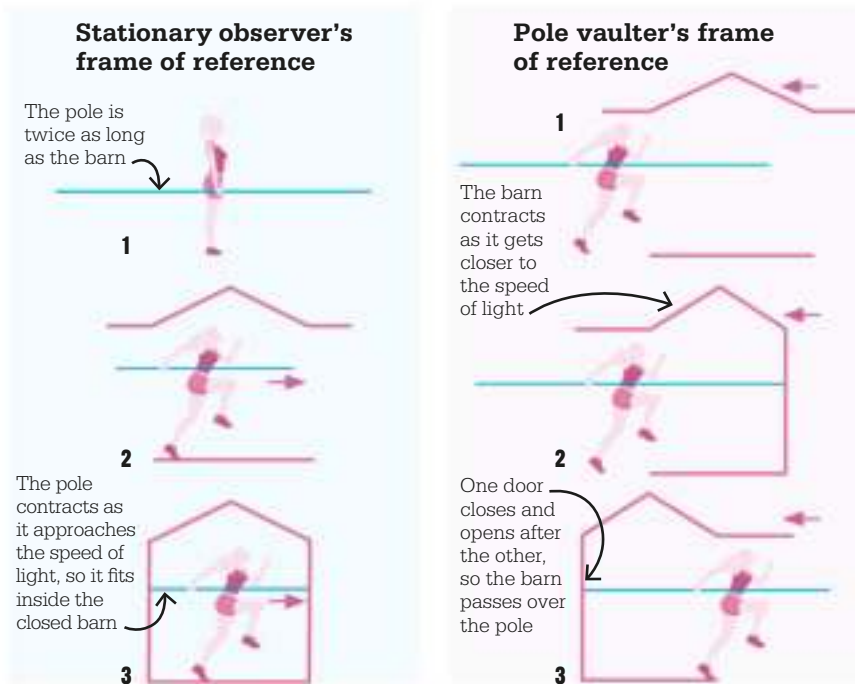 Stationary observer's
frame of reference
The pole is
twice as long
as the barn
1
2
The pole
contracts as
it approaches
the speed of
light, so it fits
inside the
closed barn
3
Pole vaulter's frame
of reference
1
The barn
contracts
as it gets
closer to
the speed
of light
2
One door
closes and
opens after
the other,
so the barn
passes over
the pole
3